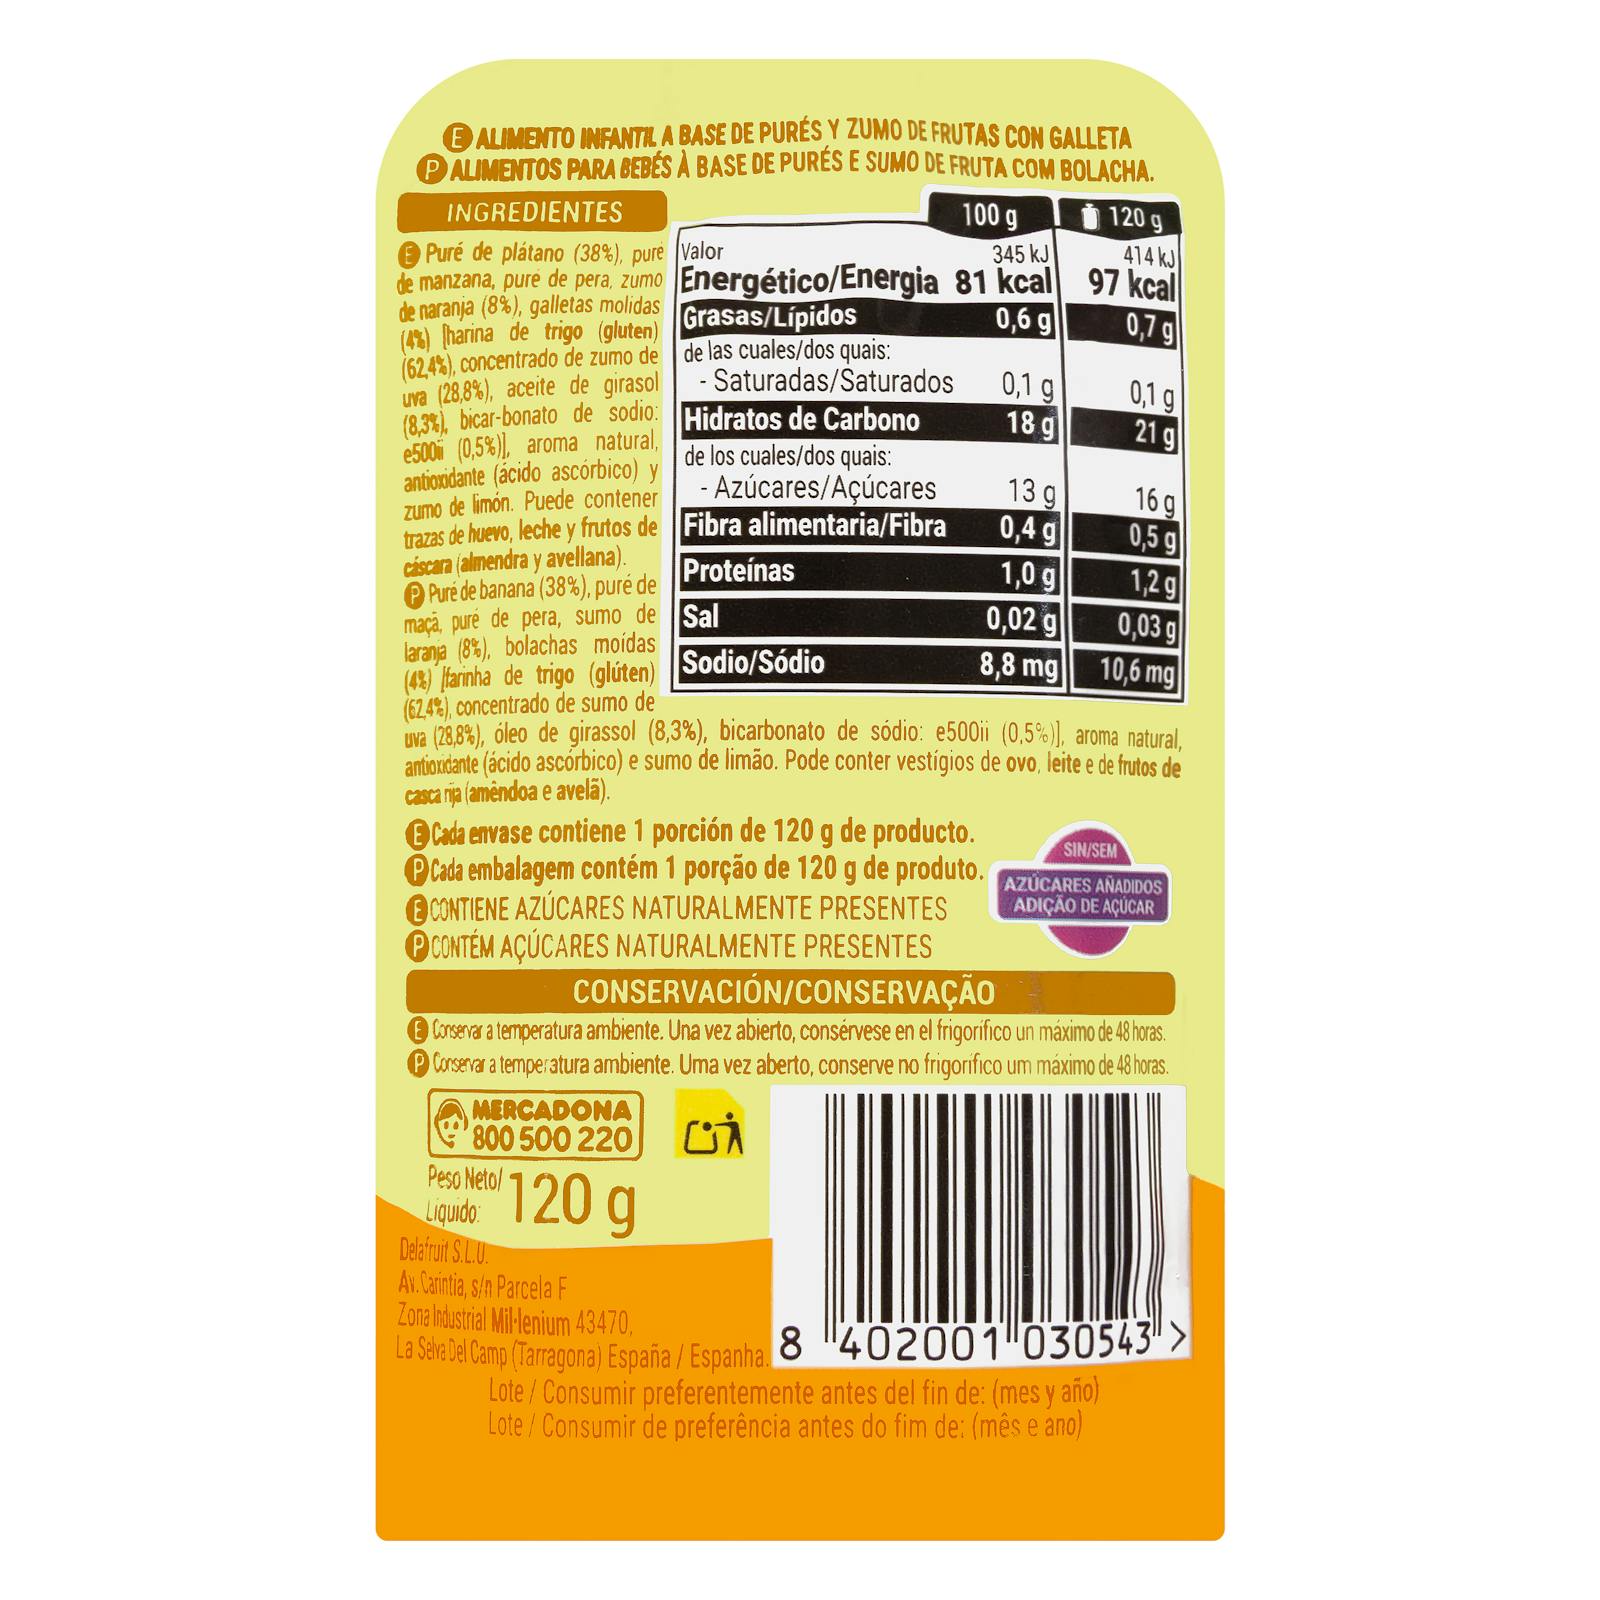 E ALIMENTO INFANTIL A BASE DE PURÉS Y ZUMO DE FRUTAS CON GALLETA
P ALIMENTOS PARA BEBÉS À BASE DE PURÉS E SUMO DE FRUTA COM BOLACHA.
INGREDIENTES
E Puré de plátano (38%), puré
de manzana, puré de pera, zumo
de naranja (8%), galletas molidas
(4%) [harina de trigo (gluten)
(62,4%), concentrado de zumo de
uva (28,8%), aceite de girasol
(8,3%), bicar-bonato de sodio:
e500ii (0,5%)], aroma natural,
antioxidante (ácido ascórbico) y
zumo de limón. Puede contener
trazas de huevo, leche y frutos de
cáscara (almendra y avellana).
P Puré de banana (38%), puré de
maçã, puré de pera, sumo de
laranja (8%), bolachas moídas
(4%) [farinha de trigo (glúten)
(62,4%), concentrado de sumo de
uva (28,8%), óleo de girassol (8,3%), bicarbonato de sódio: e500ii (0,5%)], aroma natural,
antioxidante (ácido ascórbico) e sumo de limão. Pode conter vestígios de ovo, leite e de frutos de
casca rija (amêndoa e avelã).
100 g 120 g
Valor 345 kJ 414 kJ
Energético/Energia 81 kcal 97 kcal
Grasas/Lípidos 0,6 g 0,7 g
de las cuales/dos quais:
- Saturadas/Saturados 0,1 g 0,1 g
Hidratos de Carbono 18 g 21 g
de los cuales/dos quais:
- Azúcares/Açúcares 13 g 16 g
Fibra alimentaria/Fibra 0,4 g 0,5 g
Proteínas 1,0 g 1,2 g
Sal 0,02 g 0,03 g
Sodio/Sódio 8,8 mg 10,6 mg
E Cada envase contiene 1 porción de 120 g de producto.
P Cada embalagem contém 1 porção de 120 g de produto.
E CONTIENE AZÚCARES NATURALMENTE PRESENTES
P CONTÉM AÇÚCARES NATURALMENTE PRESENTES
SIN/SEM
AZÚCARES AÑADIDOS
ADIÇÃO DE AÇÚCAR
CONSERVACIÓN/CONSERVAÇÃO
E Conservar a temperatura ambiente. Una vez abierto, consérvese en el frigorífico un máximo de 48 horas.
P Conservar a temperatura ambiente. Uma vez aberto, conserve no frigorífico um máximo de 48 horas.
MERCADONA
800 500 220
Peso Neto/
Líquido: 120 g
Delafruit S.L.U.
Av. Carintia, s/n Parcela F
Zona Industrial Mil·lenium 43470,
La Selva Del Camp (Tarragona) España / Espanha.
8 402001 030543 >
Lote / Consumir preferentemente antes del fin de: (mes y año)
Lote / Consumir de preferência antes do fim de: (mês e ano)